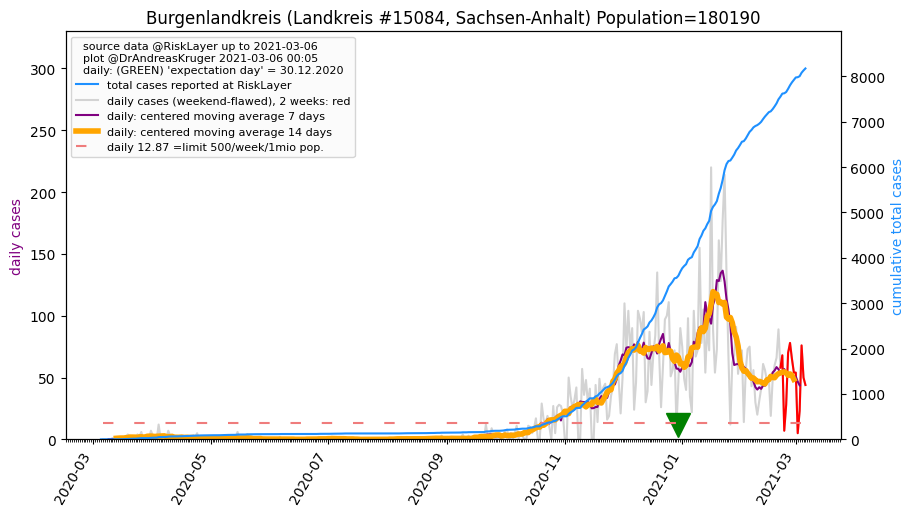 Burgenlandkreis (Landkreis #15084, Sachsen-Anhalt) Population=180190
source data @RiskLayer up to 2021-03-06
plot @DrAndreasKruger 2021-03-06 00:05
daily: (GREEN) 'expectation day' = 30.12.2020
total cases reported at RiskLayer
daily cases (weekend-flawed), 2 weeks: red
daily: centered moving average 7 days
daily: centered moving average 14 days
daily 12.87 =limit 500/week/1mio pop.
daily cases
300
250
200
150
100
50
0
cumulative total cases
8000
7000
6000
5000
4000
3000
2000
1000
0
2020-03
2020-05
2020-07
2020-09
2020-11
2021-01
2021-03